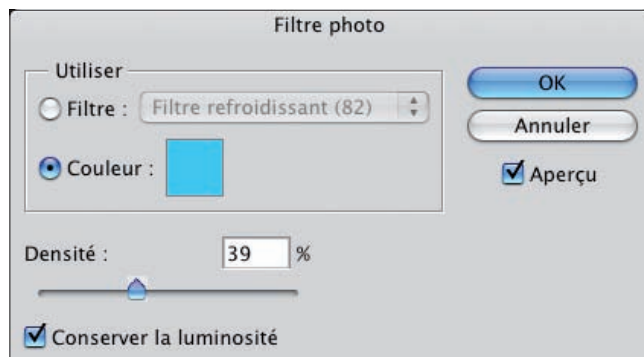 Filtre photo
Utiliser
Filtre : Filtre refroidissant (82)
Couleur :
OK
Annuler
Aperçu
Densité : 39 %
Conserver la luminosité